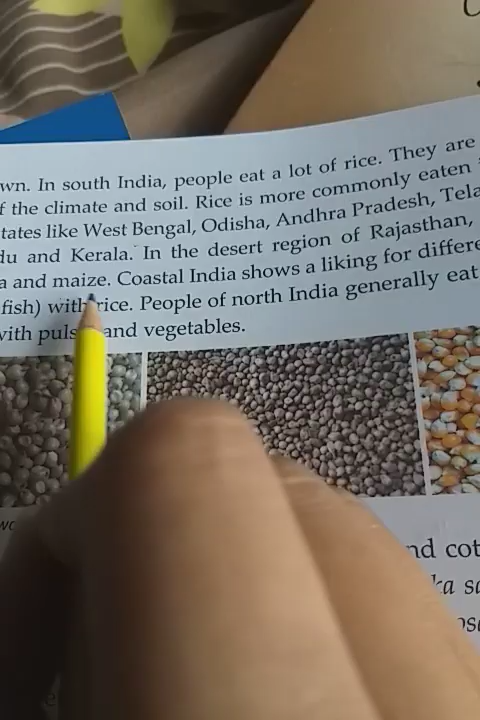 wn. In south India, people eat a lot of rice. They are
f the climate and soil. Rice is more commonly eaten
tates like West Bengal, Odisha, Andhra Pradesh, Tela
du and Kerala. In the desert region of Rajasthan,
a and maize. Coastal India shows a liking for differe
fish) with rice. People of north India generally eat
with puls and vegetables.
nd cot
ka s